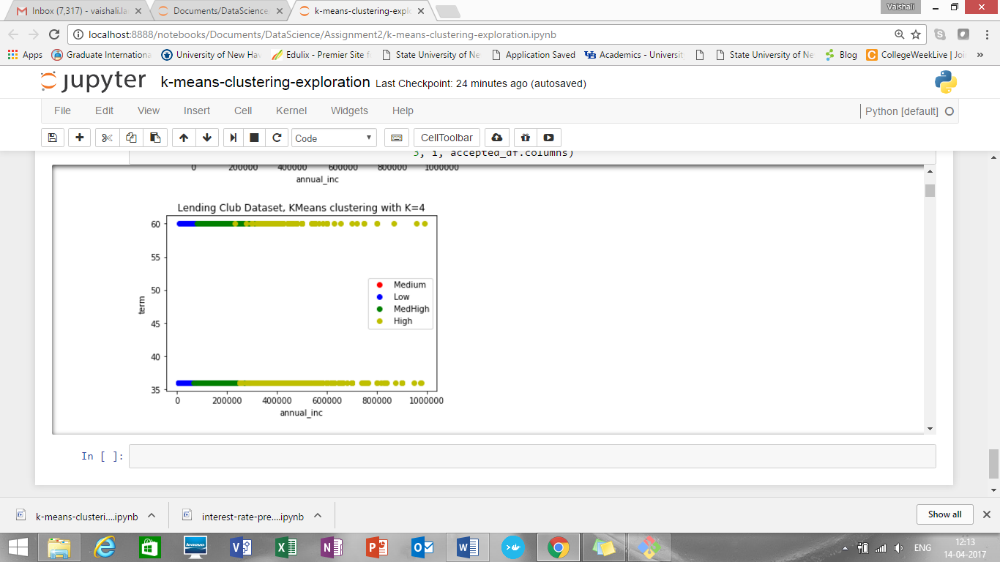 Inbox (7,317) - vaishali.la
Documents/DataScience/
k-means-clustering-explo
Vaishali
localhost:8888/notebooks/Documents/DataScience/Assignment2/k-means-clustering-exploration.ipynb
Apps
Graduate Internationa
University of New Hav
Edulix - Premier Site f
State University of Ne
Application Saved
Academics - Universit
State University of Ne
Blog
CollegeWeekLive | Joi
»
jupyter
k-means-clustering-exploration
Last Checkpoint: 24 minutes ago (autosaved)
File
Edit
View
Insert
Cell
Kernel
Widgets
Help
Python [default]
Code
CellToolbar
3, i, accepted_df.columns)
0 200000 400000 600000 800000 1000000
annual_inc
Lending Club Dataset, KMeans clustering with K=4
60
55
50
45
40
35
term
Medium
Low
MedHigh
High
0 200000 400000 600000 800000 1000000
annual_inc
In [ ]:
k-means-clusteri....ipynb
interest-rate-pre....ipynb
Show all
lenovo
ENG
12:13
14-04-2017